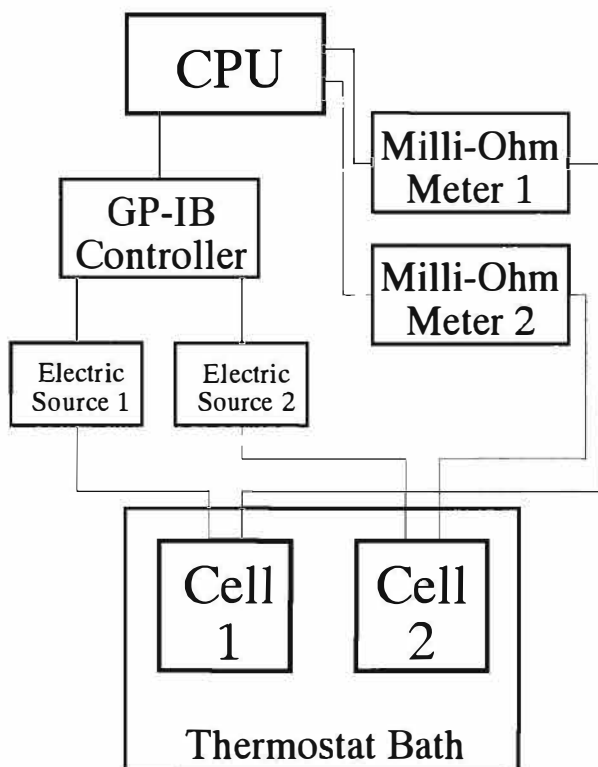 CPU
Milli-Ohm
Meter 1
GP-IB
Controller
Milli-Ohm
Meter 2
Electric
Source 1
Electric
Source 2
Cell
1
Cell
2
Thermostat Bath